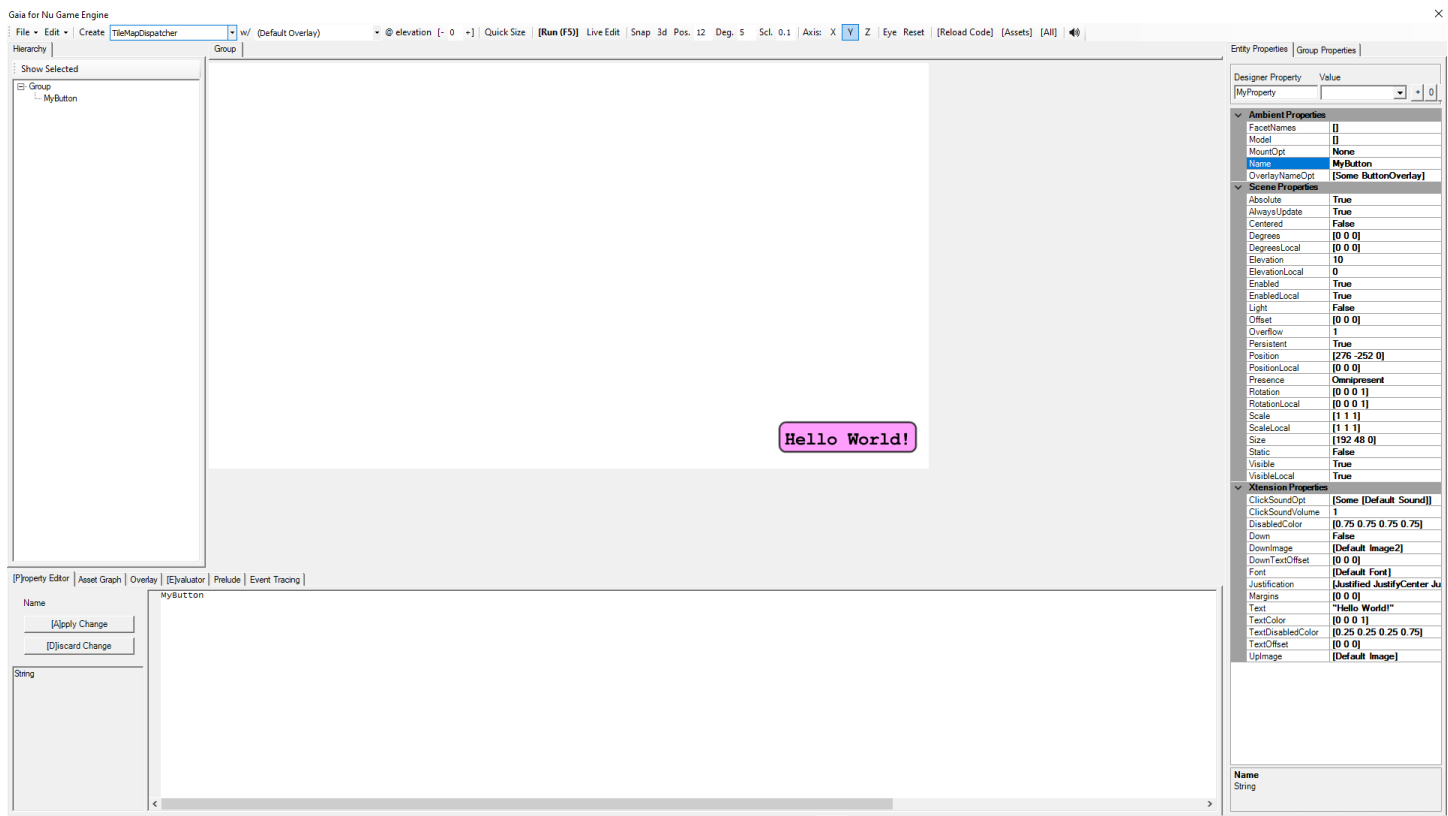 Gaia for Nu Game Engine
File Edit Create TileMapDispatcher w/ (Default Overlay) @ elevation [- 0 +] Quick Size [Run (F5)] Live Edit Snap 3d Pos. 12 Deg. 5 Scl. 0.1 Axis: X Y Z Eye Reset [Reload Code] [Assets] [All]
Hierarchy
Show Selected
Group
MyButton
Group
Hello World!
[P]roperty Editor Asset Graph Overlay [E]valuator Prelude Event Tracing
Name
[A]pply Change
[D]iscard Change
String
MyButton
Entity Properties Group Properties
Designer Property Value
MyProperty + 0
Ambient Properties
FacetNames []
Model []
MountOpt None
Name MyButton
OverlayNameOpt [Some ButtonOverlay]
Scene Properties
Absolute True
AlwaysUpdate True
Centered False
Degrees [0 0 0]
DegreesLocal [0 0 0]
Elevation 10
ElevationLocal 0
Enabled True
EnabledLocal True
Light False
Offset [0 0 0]
Overflow 1
Persistent True
Position [276 -252 0]
PositionLocal [0 0 0]
Presence Omnipresent
Rotation [0 0 0 1]
RotationLocal [0 0 0 1]
Scale [1 1 1]
ScaleLocal [1 1 1]
Size [192 48 0]
Static False
Visible True
VisibleLocal True
Xtension Properties
ClickSoundOpt [Some [Default Sound]]
ClickSoundVolume 1
DisabledColor [0.75 0.75 0.75 0.75]
Down False
DownImage [Default Image2]
DownTextOffset [0 0 0]
Font [Default Font]
Justification [Justified JustifyCenter Ju
Margins [0 0 0]
Text "Hello World!"
TextColor [0 0 0 1]
TextDisabledColor [0.25 0.25 0.25 0.75]
TextOffset [0 0 0]
UpImage [Default Image]
Name
String